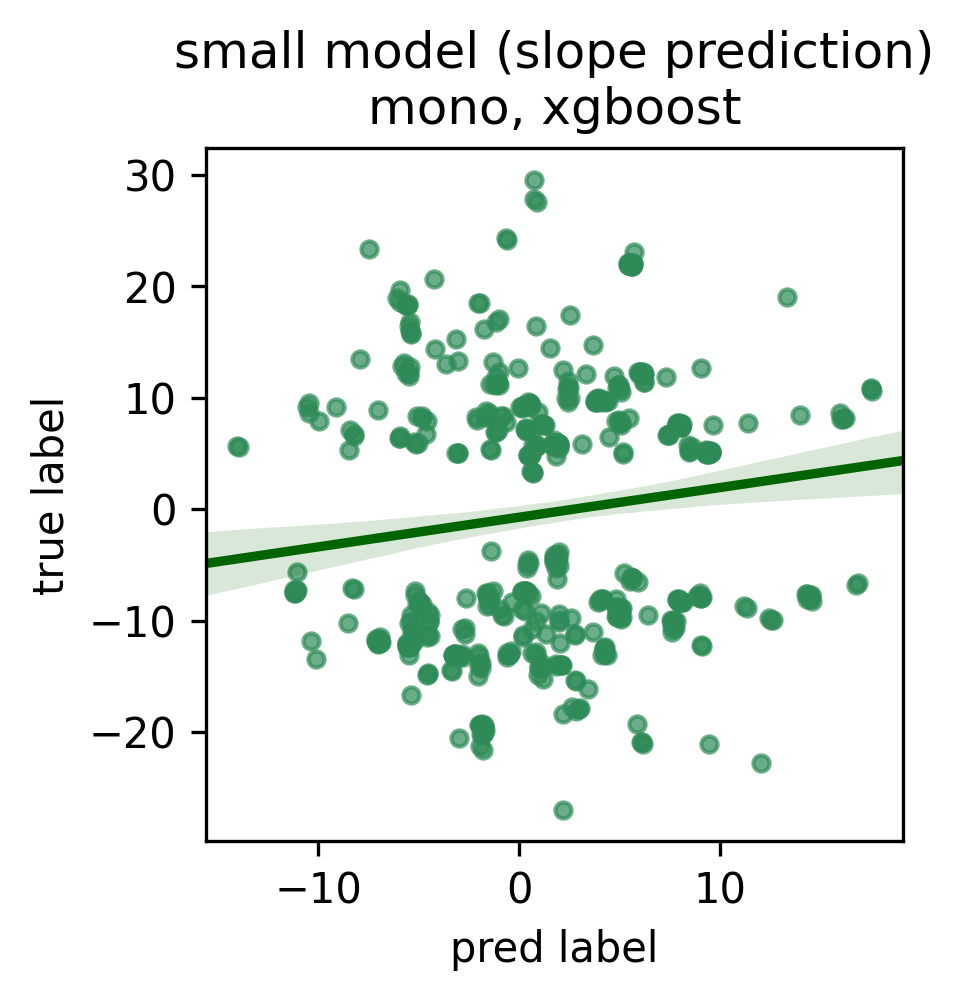 small model (slope prediction)
mono, xgboost
30
20
10
0
−10
−20
true label
−10
0
10
pred label